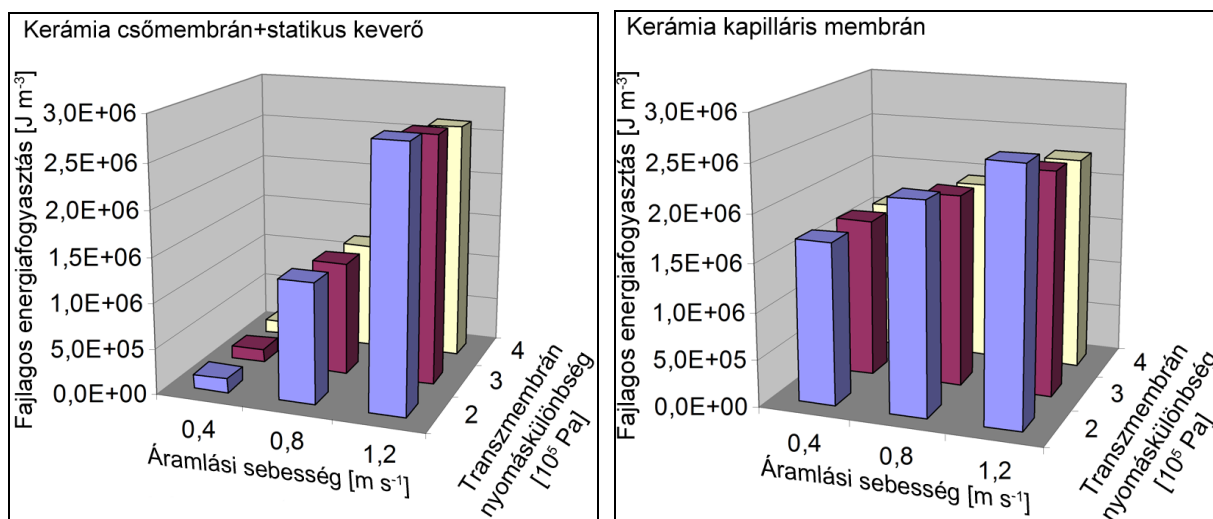 Kerámia csőmembrán+statikus keverő
Fajlagos energiafogyasztás [J m-3]
3,0E+06
2,5E+06
2,0E+06
1,5E+06
1,0E+06
5,0E+05
0,0E+00
0,4
0,8
1,2
Áramlási sebesség [m s-1]
2
3
4
Transzmembrán
nyomáskülönbség
[10⁵ Pa]
Kerámia kapilláris membrán
Fajlagos energiafogyasztás [J m-3]
3,0E+06
2,5E+06
2,0E+06
1,5E+06
1,0E+06
5,0E+05
0,0E+00
0,4
0,8
1,2
Áramlási sebesség [m s-1]
2
3
4
Transzmembrán
nyomáskülönbség
[10⁵ Pa]